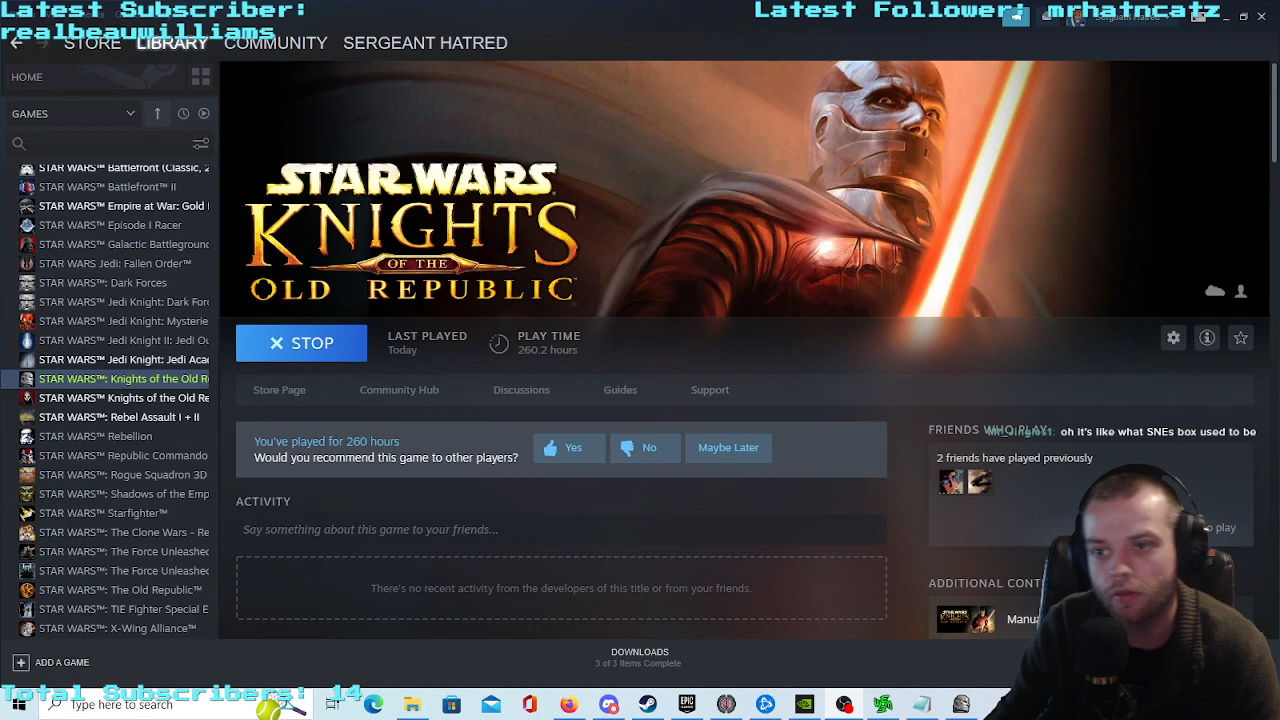 Latest Subscriber:
realbeauwilliams
Latest Follower: mrhatncatz
STORE
LIBRARY
COMMUNITY
SERGEANT HATRED
HOME
GAMES
STAR WARS™ Battlefront (Classic, 2
STAR WARS™ Battlefront™ II
STAR WARS™ Empire at War: Gold
STAR WARS™ Episode I Racer
STAR WARS™ Galactic Battleground
STAR WARS Jedi: Fallen Order™
STAR WARS™: Dark Forces
STAR WARS™ Jedi Knight: Dark For
STAR WARS™ Jedi Knight: Mysterie
STAR WARS™ Jedi Knight II: Jedi Ou
STAR WARS™ Jedi Knight: Jedi Aca
STAR WARS™: Knights of the Old R
STAR WARS™ Knights of the Old Re
STAR WARS™: Rebel Assault I + II
STAR WARS™ Rebellion
STAR WARS™ Republic Commando
STAR WARS™: Rogue Squadron 3D
STAR WARS™ Shadows of the Emp
STAR WARS™ Starfighter™
STAR WARS™: The Clone Wars - Re
STAR WARS™: The Force Unleashed
STAR WARS™: The Force Unleashed
STAR WARS™: The Old Republic™
STAR WARS™: TIE Fighter Special E
STAR WARS™: X-Wing Alliance™
ADD A GAME
STAR WARS
KNIGHTS
OF THE
OLD REPUBLIC™
STOP
LAST PLAYED
Today
PLAY TIME
260.2 hours
Store Page
Community Hub
Discussions
Guides
Support
You've played for 260 hours
Would you recommend this game to other players?
Yes
No
Maybe Later
ACTIVITY
Say something about this game to your friends...
There's no recent activity from the developers of this title or from your friends.
FRIENDS WHO PLAY
oh it's like what SNEs box used to be
2 friends have played previously
play
ADDITIONAL CONT
Manua
DOWNLOADS
3 of 3 Items Complete
Total Subscribers: 14
Type here to search